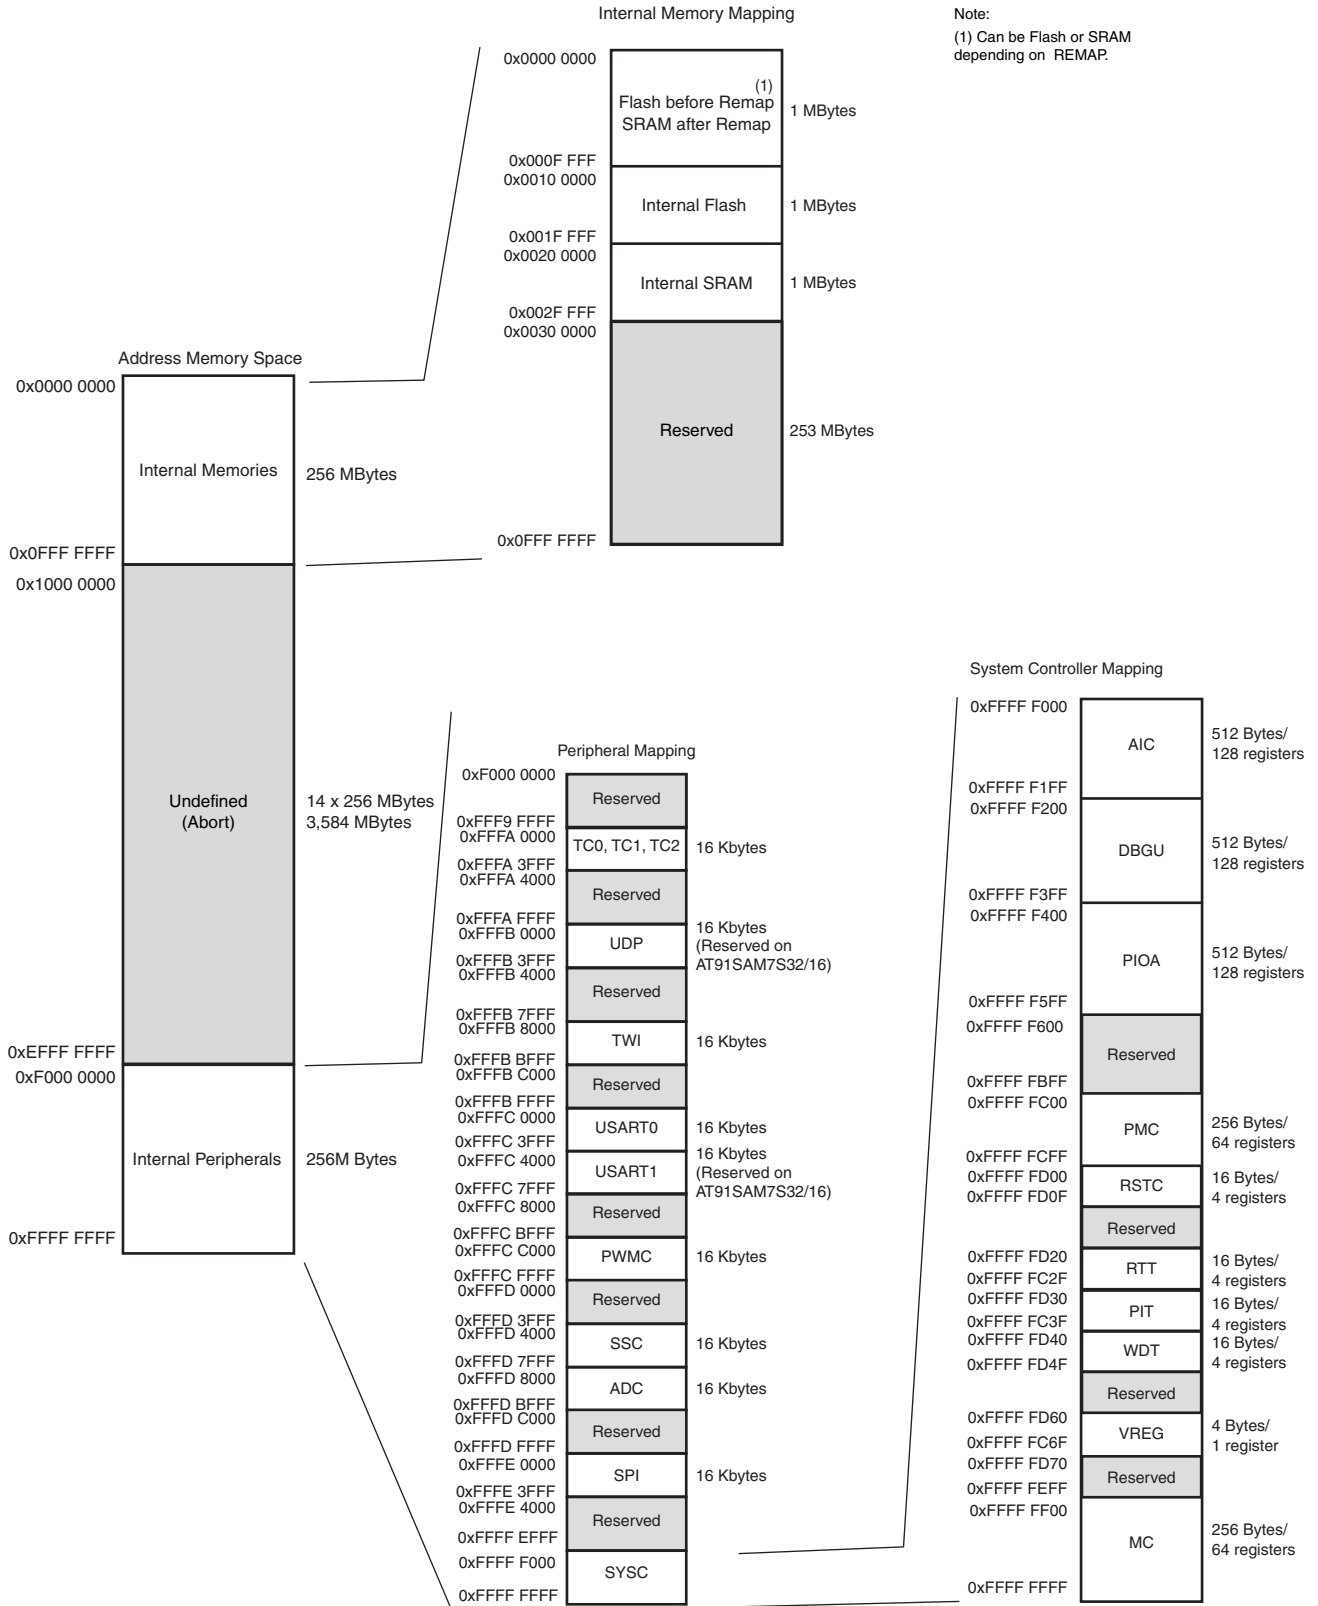 Internal Memory Mapping
Note:
(1) Can be Flash or SRAM
depending on REMAP.
0x0000 0000
(1)
Flash before Remap
SRAM after Remap
1 MBytes
0x000F FFF
0x0010 0000
Internal Flash
1 MBytes
0x001F FFF
0x0020 0000
Internal SRAM
1 MBytes
0x002F FFF
0x0030 0000
Reserved
253 MBytes
0x0FFF FFFF
Address Memory Space
0x0000 0000
Internal Memories
256 MBytes
0x0FFF FFFF
0x1000 0000
Undefined
(Abort)
14 x 256 MBytes
3,584 MBytes
0xEFFF FFFF
0xF000 0000
Internal Peripherals
256M Bytes
0xFFFF FFFF
Peripheral Mapping
0xF000 0000
Reserved
0xFFF9 FFFF
0xFFFA 0000
TC0, TC1, TC2
16 Kbytes
0xFFFA 3FFF
0xFFFA 4000
Reserved
0xFFFA FFFF
0xFFFB 0000
UDP
16 Kbytes
(Reserved on
AT91SAM7S32/16)
0xFFFB 3FFF
0xFFFB 4000
Reserved
0xFFFB 7FFF
0xFFFB 8000
TWI
16 Kbytes
0xFFFB BFFF
0xFFFB C000
Reserved
0xFFFB FFFF
0xFFFC 0000
USART0
16 Kbytes
0xFFFC 3FFF
0xFFFC 4000
USART1
16 Kbytes
(Reserved on
AT91SAM7S32/16)
0xFFFC 7FFF
0xFFFC 8000
Reserved
0xFFFC BFFF
0xFFFC C000
PWMC
16 Kbytes
0xFFFC FFFF
0xFFFD 0000
Reserved
0xFFFD 3FFF
0xFFFD 4000
SSC
16 Kbytes
0xFFFD 7FFF
0xFFFD 8000
ADC
16 Kbytes
0xFFFD BFFF
0xFFFD C000
Reserved
0xFFFD FFFF
0xFFFE 0000
SPI
16 Kbytes
0xFFFE 3FFF
0xFFFE 4000
Reserved
0xFFFF EFFF
0xFFFF F000
SYSC
0xFFFF FFFF
System Controller Mapping
0xFFFF F000
AIC
512 Bytes/
128 registers
0xFFFF F1FF
0xFFFF F200
DBGU
512 Bytes/
128 registers
0xFFFF F3FF
0xFFFF F400
PIOA
512 Bytes/
128 registers
0xFFFF F5FF
0xFFFF F600
Reserved
0xFFFF FBFF
0xFFFF FC00
PMC
256 Bytes/
64 registers
0xFFFF FCFF
0xFFFF FD00
RSTC
16 Bytes/
4 registers
0xFFFF FD0F
Reserved
0xFFFF FD20
RTT
16 Bytes/
4 registers
0xFFFF FC2F
0xFFFF FD30
PIT
16 Bytes/
4 registers
0xFFFF FC3F
0xFFFF FD40
WDT
16 Bytes/
4 registers
0xFFFF FD4F
Reserved
0xFFFF FD60
VREG
4 Bytes/
1 register
0xFFFF FC6F
0xFFFF FD70
Reserved
0xFFFF FEFF
0xFFFF FF00
MC
256 Bytes/
64 registers
0xFFFF FFFF